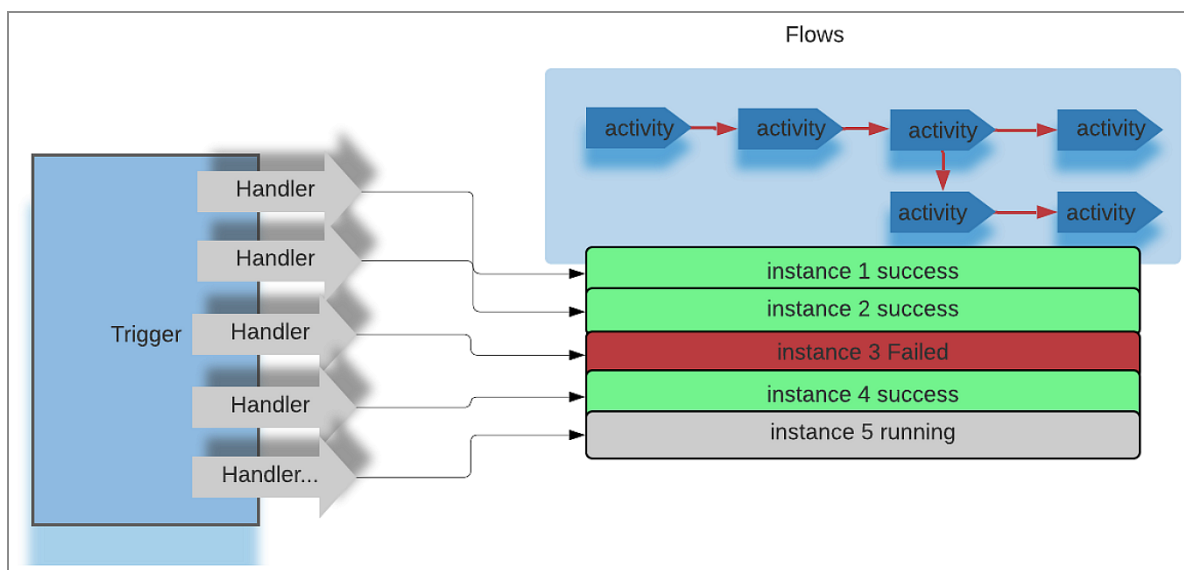 Flows
activity activity activity activity
activity activity
Trigger
Handler
Handler
Handler
Handler
Handler...
instance 1 success
instance 2 success
instance 3 Failed
instance 4 success
instance 5 running